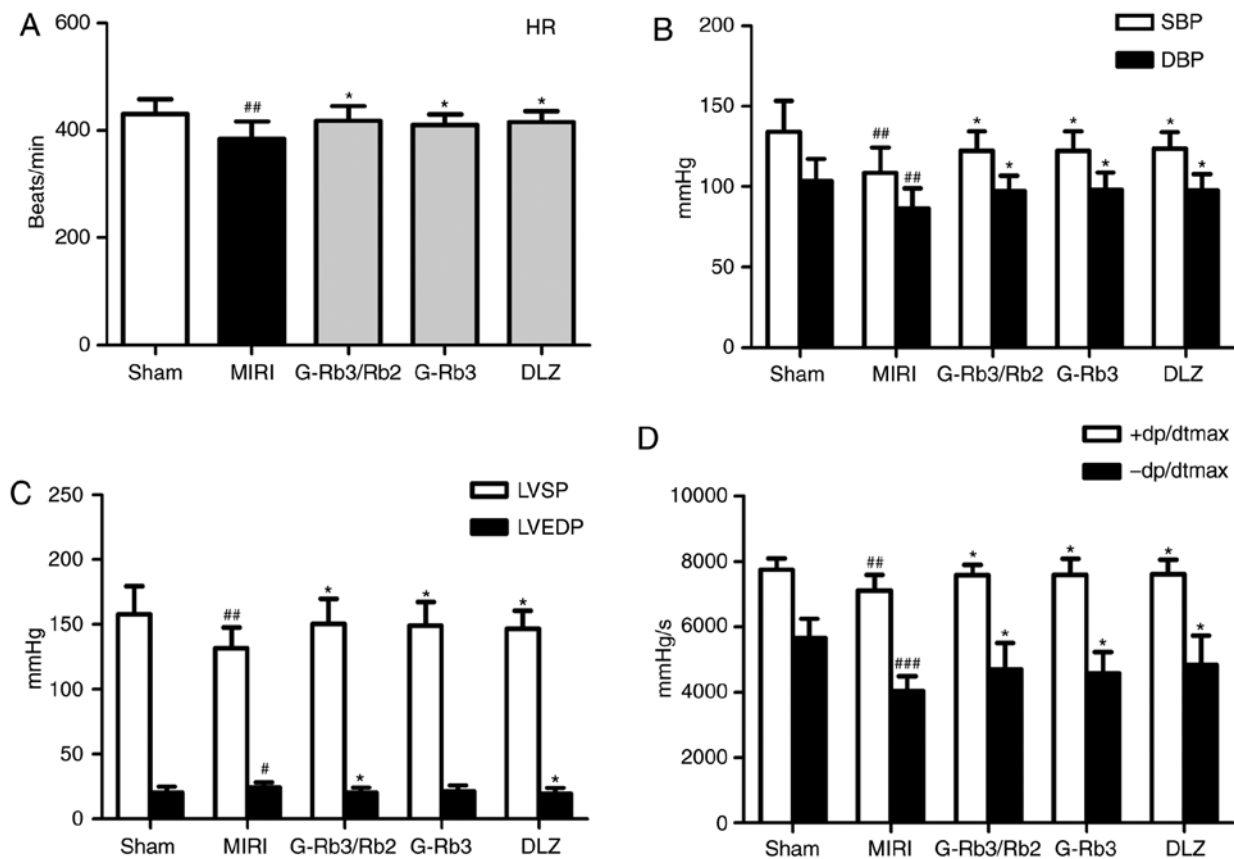 A
HR
Beats/min
600
400
200
0
##
*
*
*
Sham MIRI G-Rb3/Rb2 G-Rb3 DLZ
B
SBP
DBP
mmHg
200
150
100
50
0
##
##
*
*
*
*
*
*
Sham MIRI G-Rb3/Rb2 G-Rb3 DLZ
C
LVSP
LVEDP
mmHg
250
200
150
100
50
0
##
#
*
*
*
*
*
Sham MIRI G-Rb3/Rb2 G-Rb3 DLZ
D
+dp/dtmax
−dp/dtmax
mmHg/s
10000
8000
6000
4000
2000
0
##
###
*
*
*
*
*
*
Sham MIRI G-Rb3/Rb2 G-Rb3 DLZ